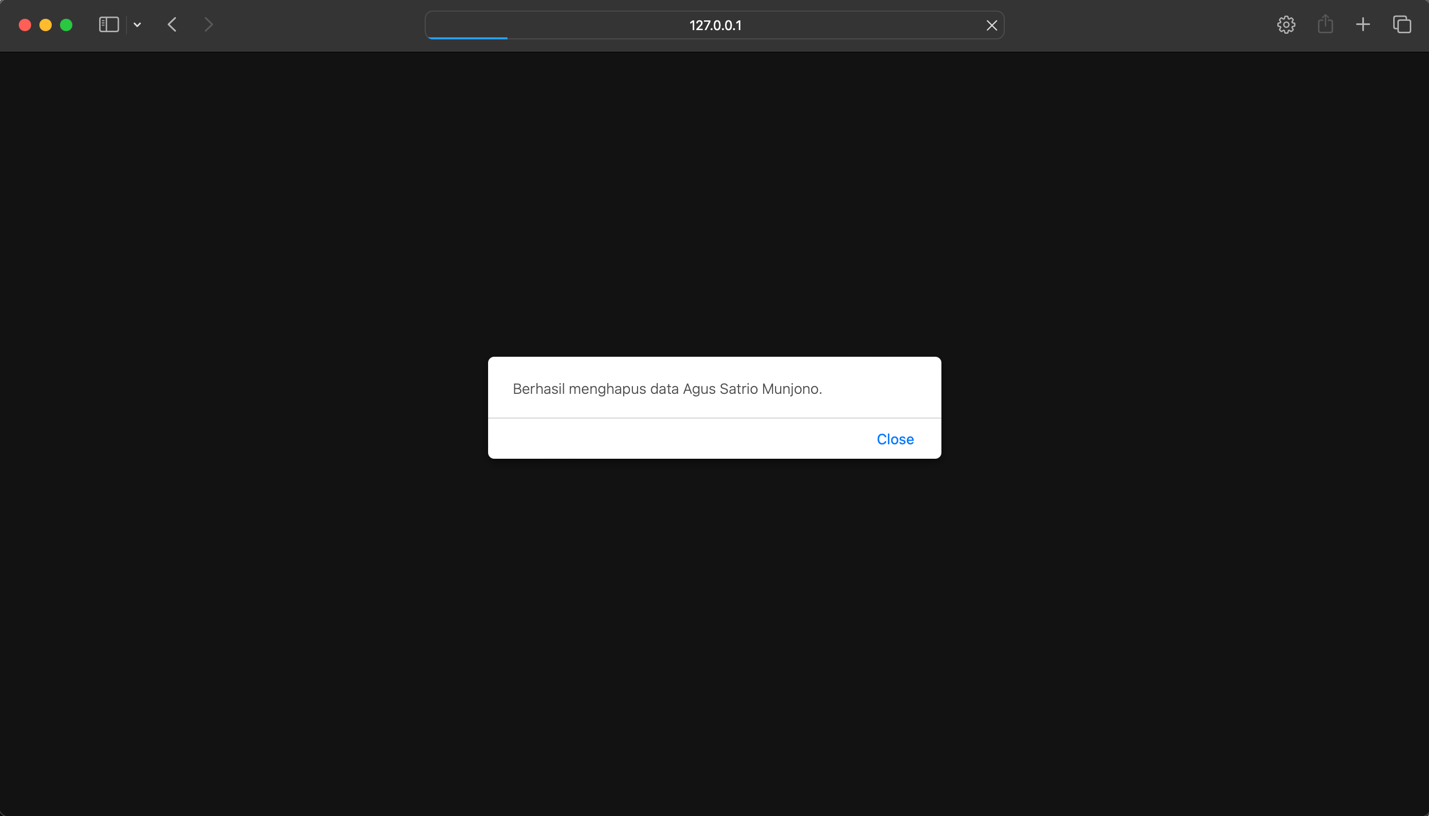 127.0.0.1
Berhasil menghapus data Agus Satrio Munjono.
Close